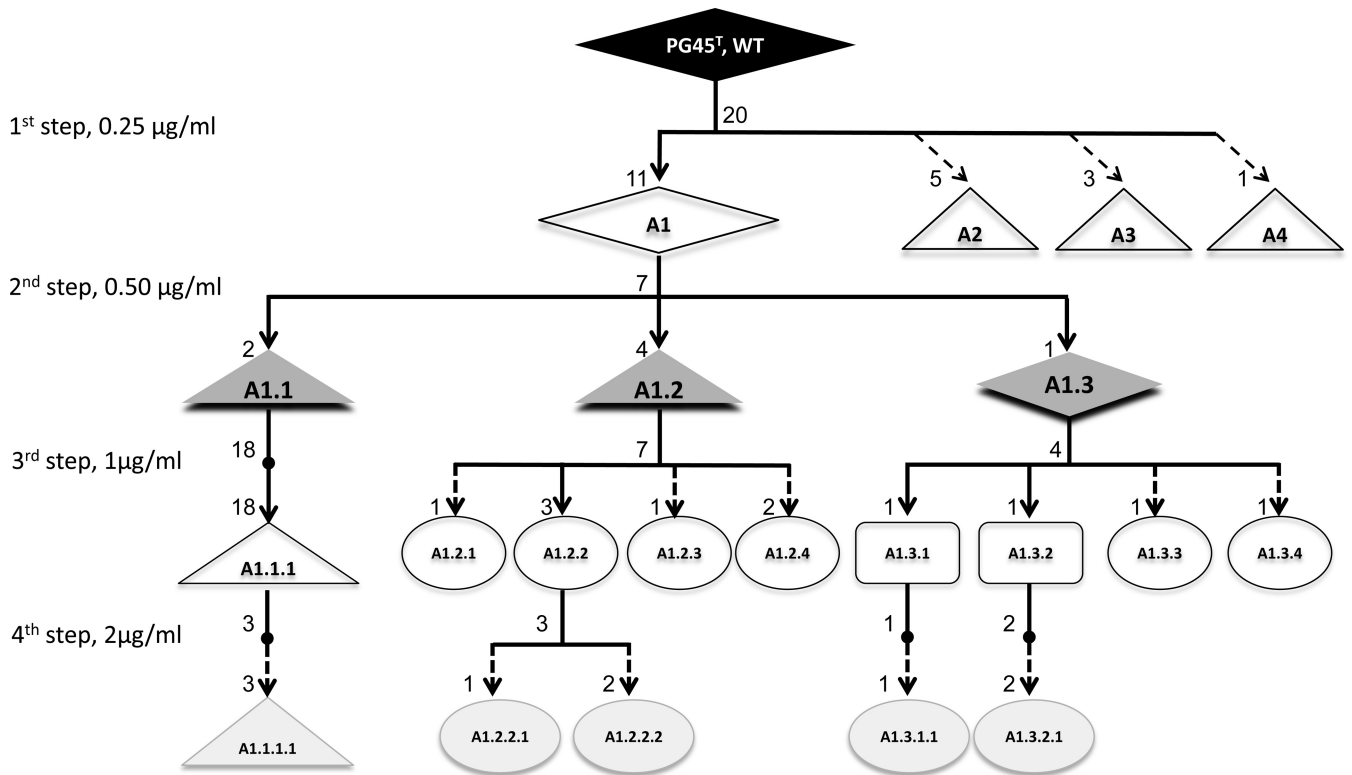 PG45ᵀ, WT
1ˢᵗ step, 0.25 µg/ml
20
11
5
3
1
A1
A2
A3
A4
2ⁿᵈ step, 0.50 µg/ml
7
2
4
1
A1.1
A1.2
A1.3
3ʳᵈ step, 1µg/ml
18
7
4
18
1
3
1
2
1
1
1
1
A1.1.1
A1.2.1
A1.2.2
A1.2.3
A1.2.4
A1.3.1
A1.3.2
A1.3.3
A1.3.4
4ᵗʰ step, 2µg/ml
3
3
1
2
3
1
2
1
2
A1.1.1.1
A1.2.2.1
A1.2.2.2
A1.3.1.1
A1.3.2.1